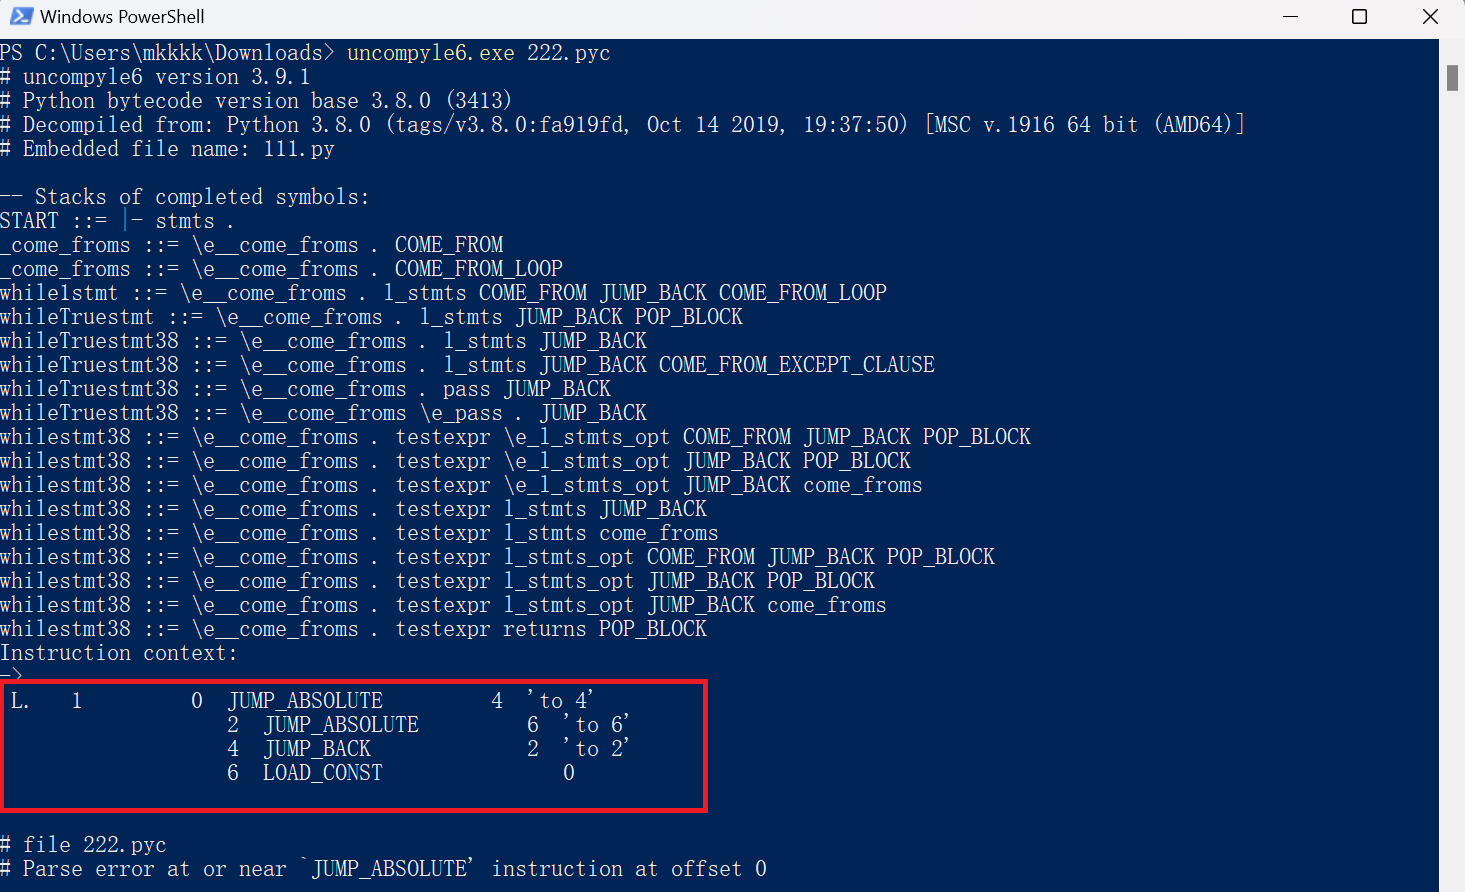 Windows PowerShell
PS C:\Users\mkkkk\Downloads> uncompyle6.exe 222.pyc
# uncompyle6 version 3.9.1
# Python bytecode version base 3.8.0 (3413)
# Decompiled from: Python 3.8.0 (tags/v3.8.0:fa919fd, Oct 14 2019, 19:37:50) [MSC v.1916 64 bit (AMD64)]
# Embedded file name: 111.py
-- Stacks of completed symbols:
START ::= |- stmts .
_come_froms ::= \e__come_froms . COME_FROM
_come_froms ::= \e__come_froms . COME_FROM_LOOP
while1stmt ::= \e__come_froms . l_stmts COME_FROM JUMP_BACK COME_FROM_LOOP
whileTruestmt ::= \e__come_froms . l_stmts JUMP_BACK POP_BLOCK
whileTruestmt38 ::= \e__come_froms . l_stmts JUMP_BACK
whileTruestmt38 ::= \e__come_froms . l_stmts JUMP_BACK COME_FROM_EXCEPT_CLAUSE
whileTruestmt38 ::= \e__come_froms . pass JUMP_BACK
whileTruestmt38 ::= \e__come_froms \e_pass . JUMP_BACK
whilestmt38 ::= \e__come_froms . testexpr \e_l_stmts_opt COME_FROM JUMP_BACK POP_BLOCK
whilestmt38 ::= \e__come_froms . testexpr \e_l_stmts_opt JUMP_BACK POP_BLOCK
whilestmt38 ::= \e__come_froms . testexpr \e_l_stmts_opt JUMP_BACK come_froms
whilestmt38 ::= \e__come_froms . testexpr l_stmts JUMP_BACK
whilestmt38 ::= \e__come_froms . testexpr l_stmts come_froms
whilestmt38 ::= \e__come_froms . testexpr l_stmts_opt COME_FROM JUMP_BACK POP_BLOCK
whilestmt38 ::= \e__come_froms . testexpr l_stmts_opt JUMP_BACK POP_BLOCK
whilestmt38 ::= \e__come_froms . testexpr l_stmts_opt JUMP_BACK come_froms
whilestmt38 ::= \e__come_froms . testexpr returns POP_BLOCK
Instruction context:
->
L. 1 0 JUMP_ABSOLUTE 4 'to 4'
2 JUMP_ABSOLUTE 6 'to 6'
4 JUMP_BACK 2 'to 2'
6 LOAD_CONST 0
# file 222.pyc
# Parse error at or near `JUMP_ABSOLUTE' instruction at offset 0